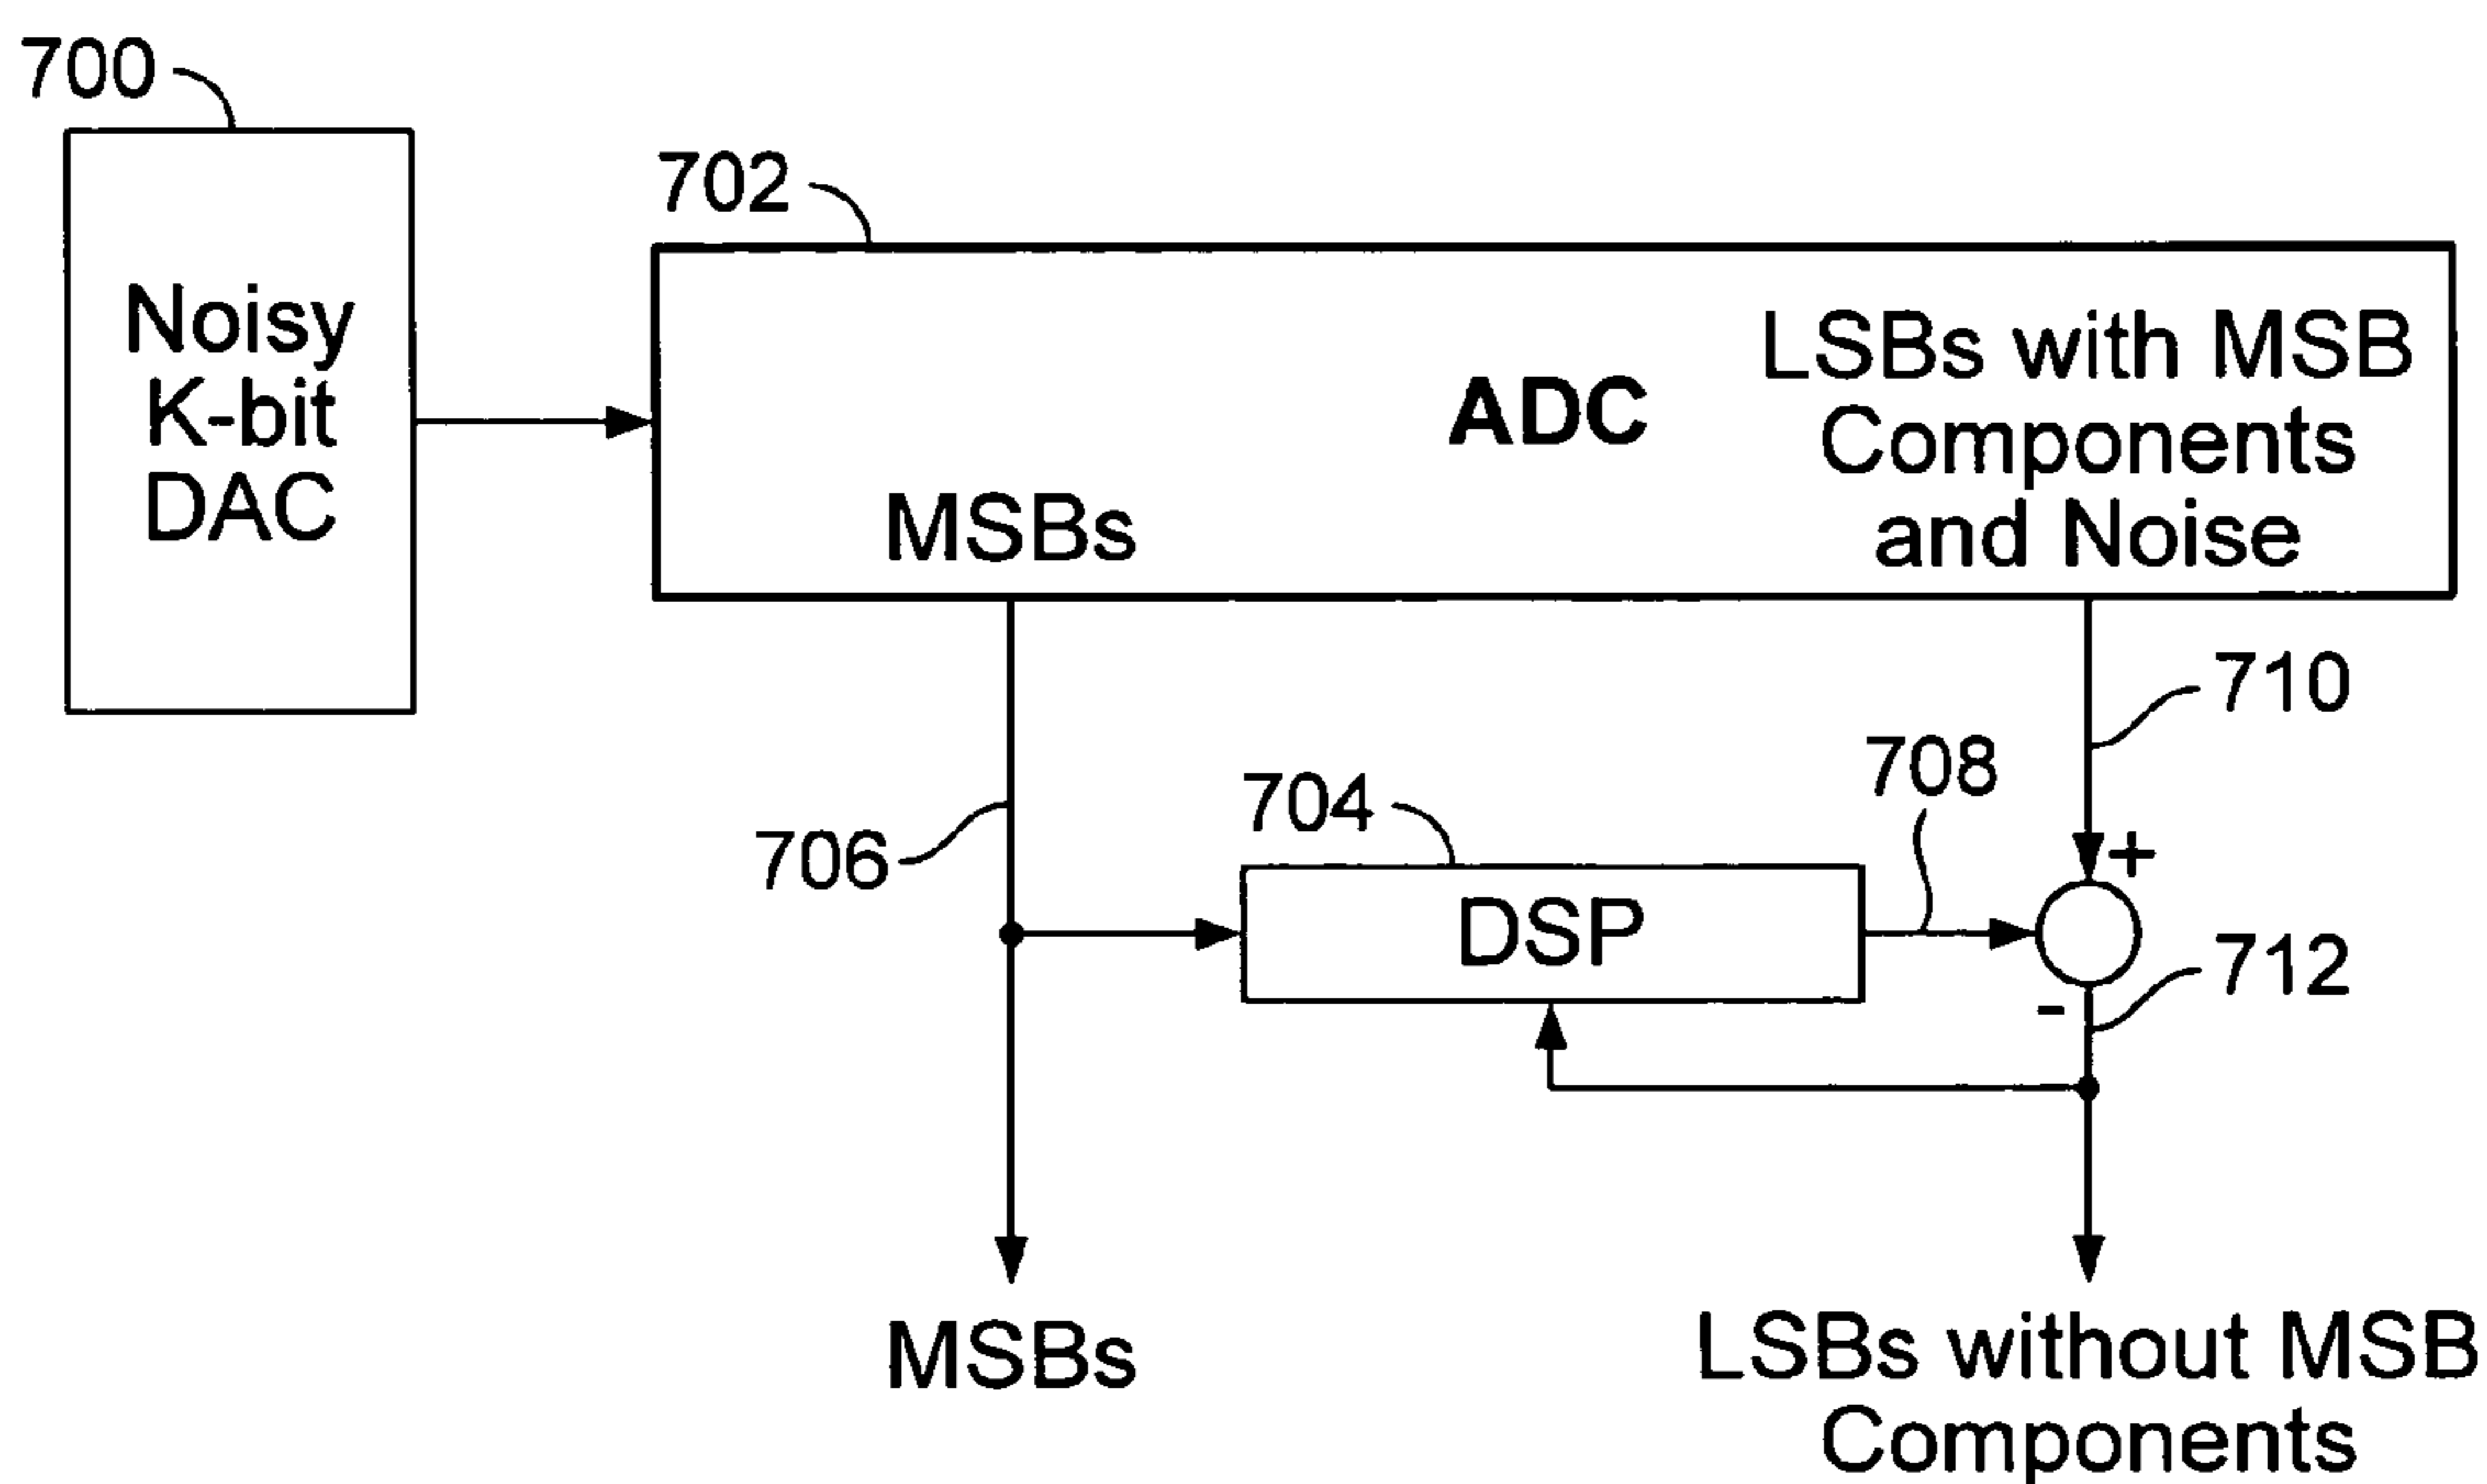 700
702
Noisy
K-bit
DAC
ADC
LSBs with MSB
Components
and Noise
MSBs
710
708
704
706
+
DSP
712
-
MSBs
LSBs without MSB
Components